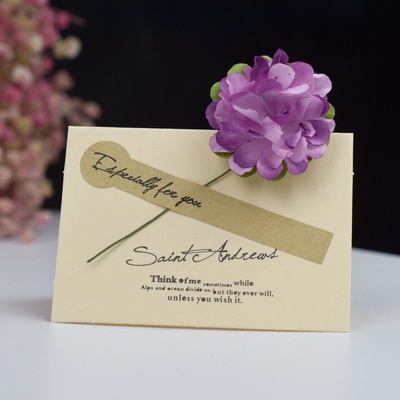 Especially for you
Saint Andrews
Think of me sometimes while
Alps and ocean divide us, but they ever will,
unless you wish it.